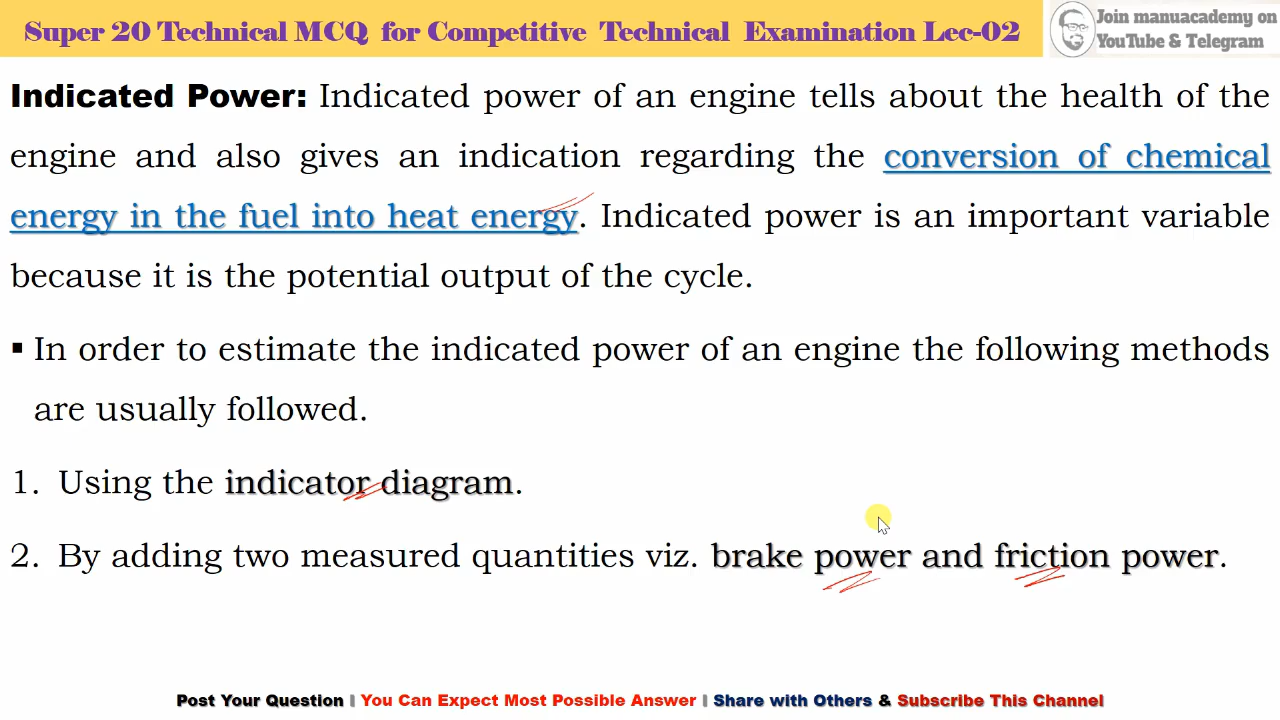 Super 20 Technical MCQ for Competitive Technical Examination Lec-02
Join manuacademy on
YouTube & Telegram
Indicated Power: Indicated power of an engine tells about the health of the
engine and also gives an indication regarding the conversion of chemical
energy in the fuel into heat energy. Indicated power is an important variable
because it is the potential output of the cycle.
▪ In order to estimate the indicated power of an engine the following methods
are usually followed.
1. Using the indicator diagram.
2. By adding two measured quantities viz. brake power and friction power.
Post Your Question | You Can Expect Most Possible Answer | Share with Others & Subscribe This Channel